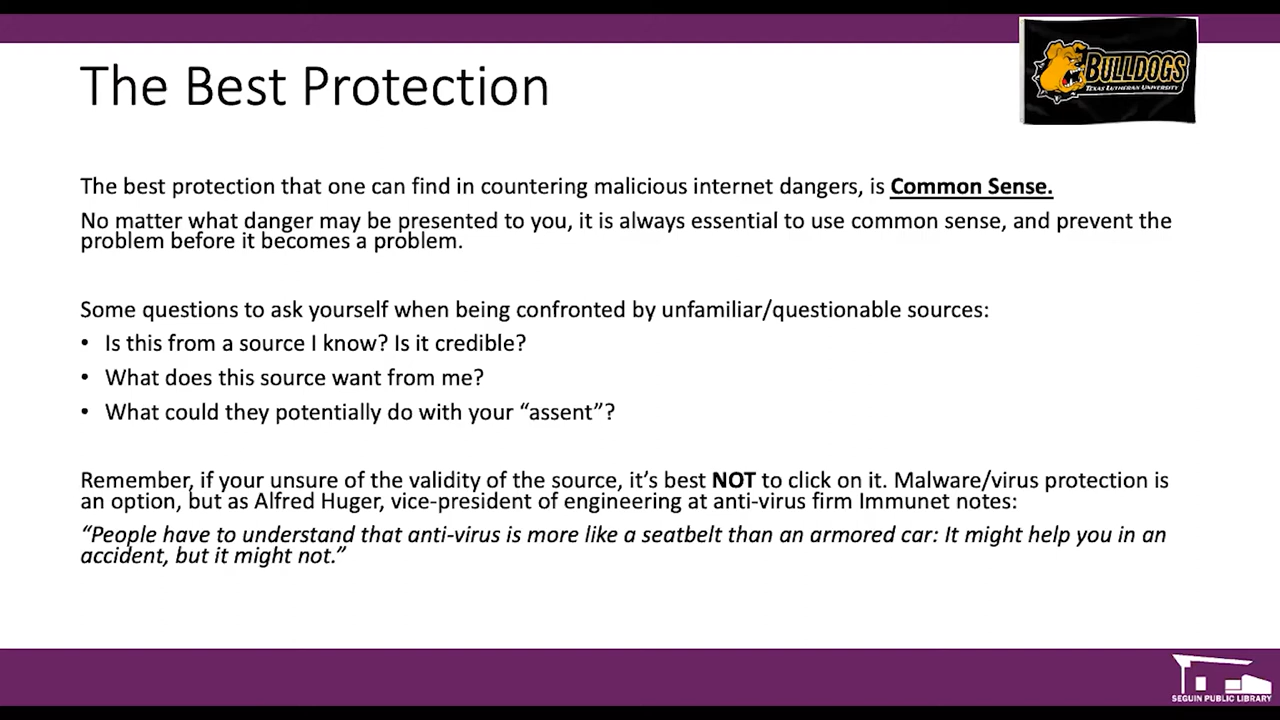 BULLDOGS
TEXAS LUTHERAN UNIVERSITY
The Best Protection
The best protection that one can find in countering malicious internet dangers, is Common Sense.
No matter what danger may be presented to you, it is always essential to use common sense, and prevent the
problem before it becomes a problem.
Some questions to ask yourself when being confronted by unfamiliar/questionable sources:
• Is this from a source I know? Is it credible?
• What does this source want from me?
• What could they potentially do with your “assent”?
Remember, if your unsure of the validity of the source, it’s best NOT to click on it. Malware/virus protection is
an option, but as Alfred Huger, vice-president of engineering at anti-virus firm Immunet notes:
“People have to understand that anti-virus is more like a seatbelt than an armored car: It might help you in an
accident, but it might not.”
SEGUIN PUBLIC LIBRARY